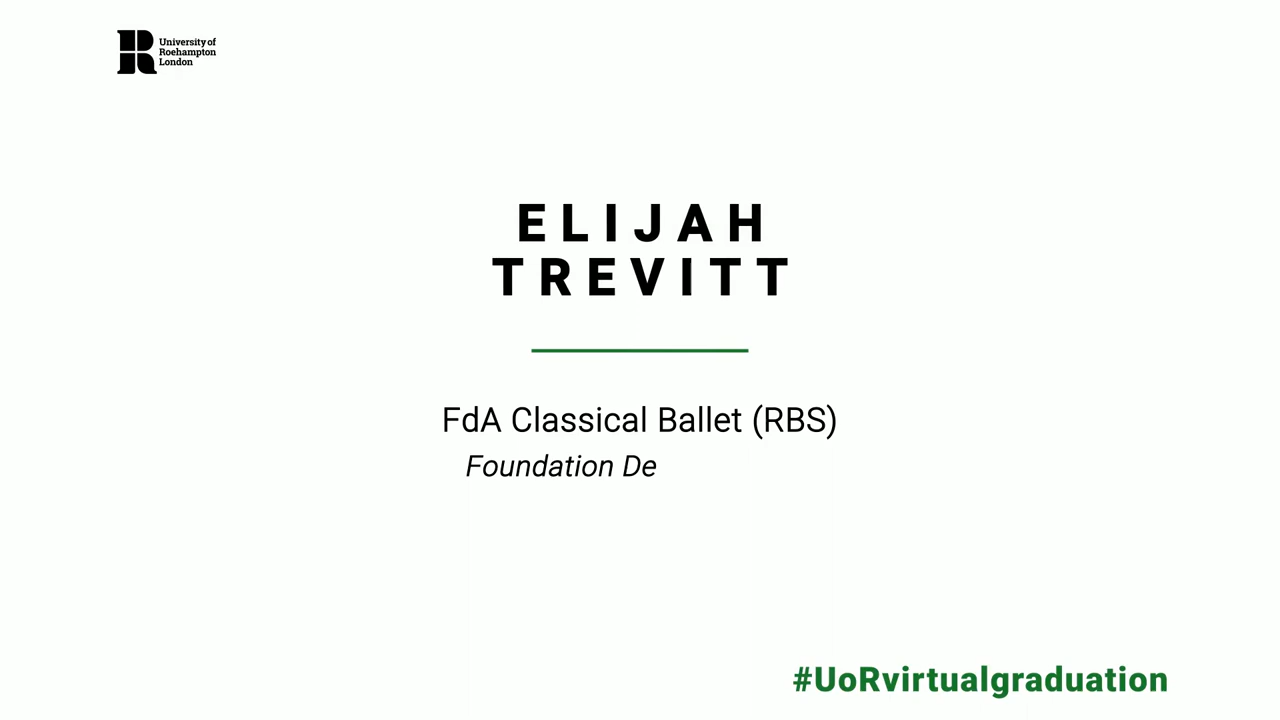 University of
Roehampton
London
ELIJAH
TREVITT
FdA Classical Ballet (RBS)
Foundation De
#UoRvirtualgraduation